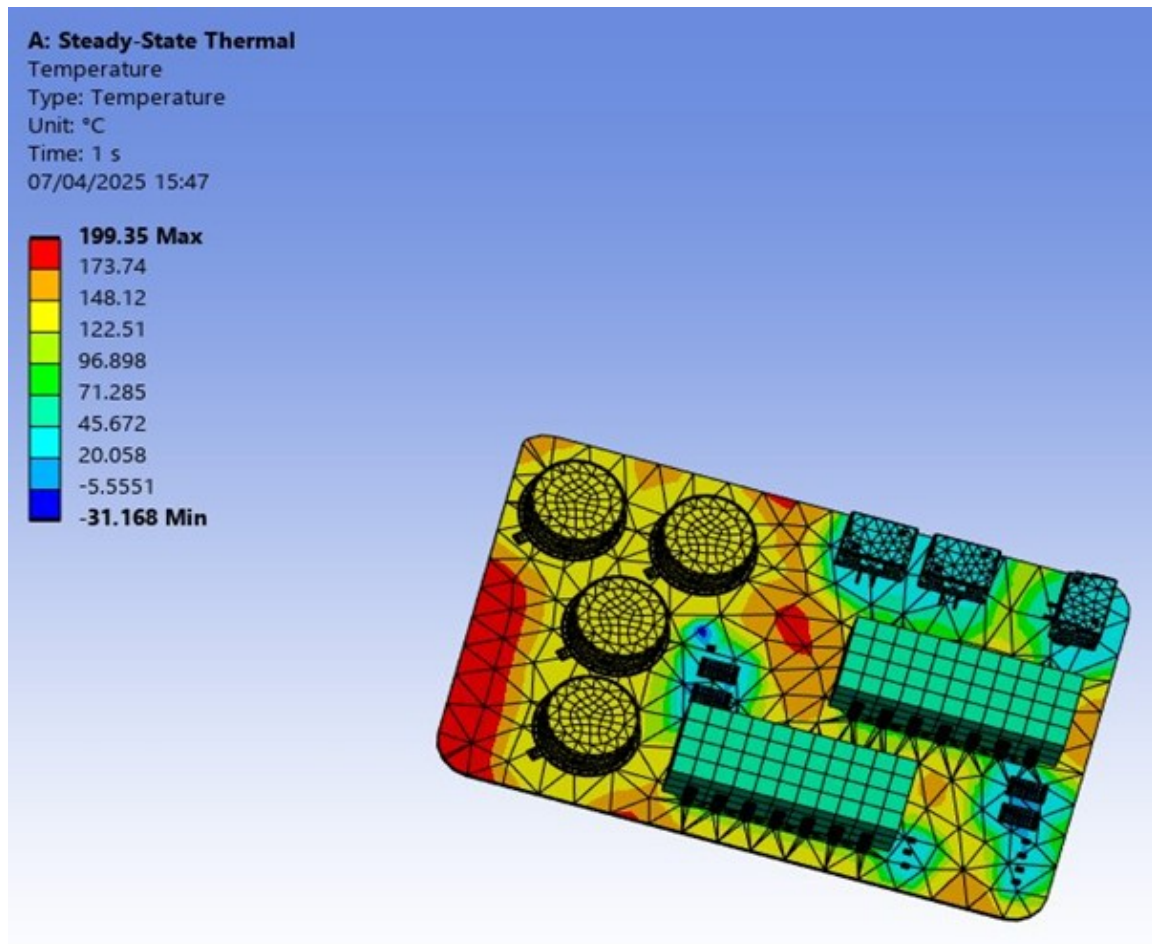 A: Steady-State Thermal
Temperature
Type: Temperature
Unit: °C
Time: 1 s
07/04/2025 15:47
199.35 Max
173.74
148.12
122.51
96.898
71.285
45.672
20.058
-5.5551
-31.168 Min